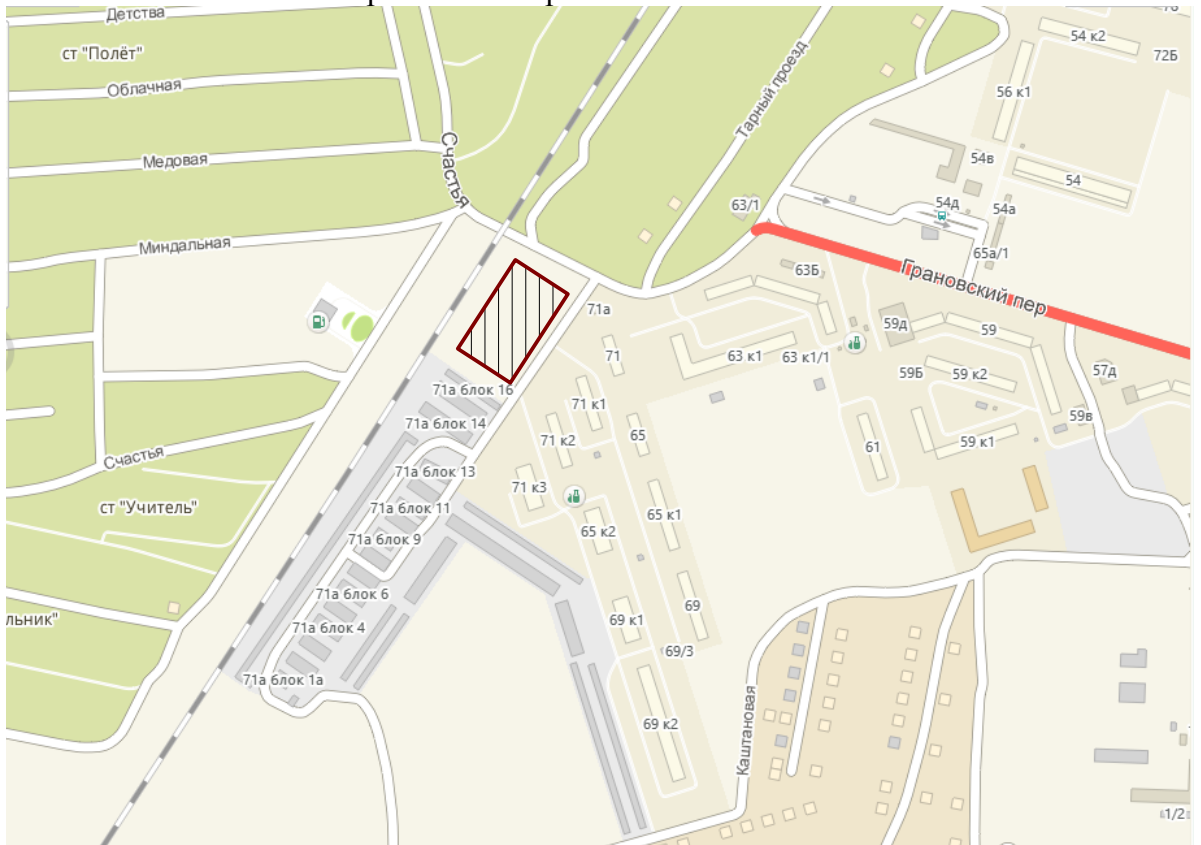 Детства
54 к2
ст "Полёт"
72Б
Облачная
Тарный проезд
56 к1
Счастья
Медовая
54в
54
63/1
54д
54а
Миндальная
65а/1
63Б
Грановский пер
71а
59д
59
71
63 к1
63 к1/1
57д
59Б
59 к2
71а блок 16
71 к1
59в
71а блок 14
65
71 к2
61
59 к1
Счастья
71а блок 13
71 к3
ст "Учитель"
71а блок 11
65 к1
65 к2
71а блок 9
71а блок 6
69
льник"
69 к1
71а блок 4
69/3
71а блок 1а
Каштановая
69 к2
1/2